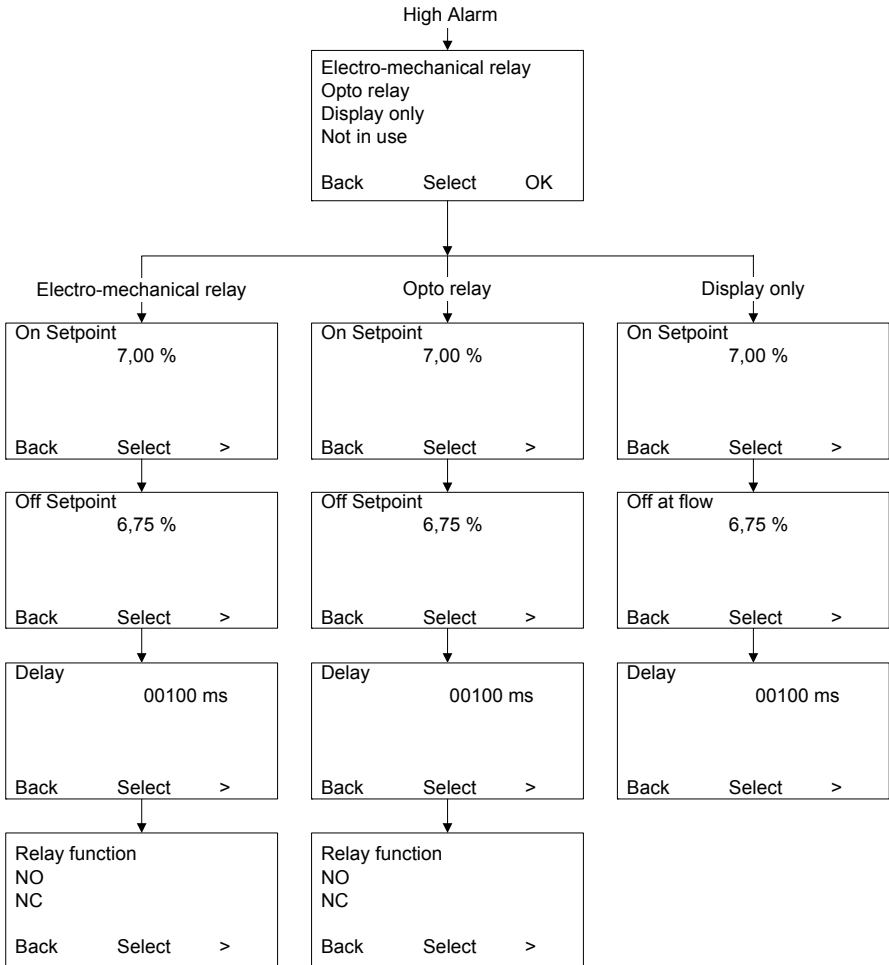 High Alarm
Electro-mechanical relay
Opto relay
Display only
Not in use
Back Select OK
Electro-mechanical relay
On Setpoint
7,00 %
Back Select >
Off Setpoint
6,75 %
Back Select >
Delay
00100 ms
Back Select >
Relay function
NO
NC
Back Select >
Opto relay
On Setpoint
7,00 %
Back Select >
Off Setpoint
6,75 %
Back Select >
Delay
00100 ms
Back Select >
Relay function
NO
NC
Back Select >
Display only
On Setpoint
7,00 %
Back Select >
Off at flow
6,75 %
Back Select >
Delay
00100 ms
Back Select >